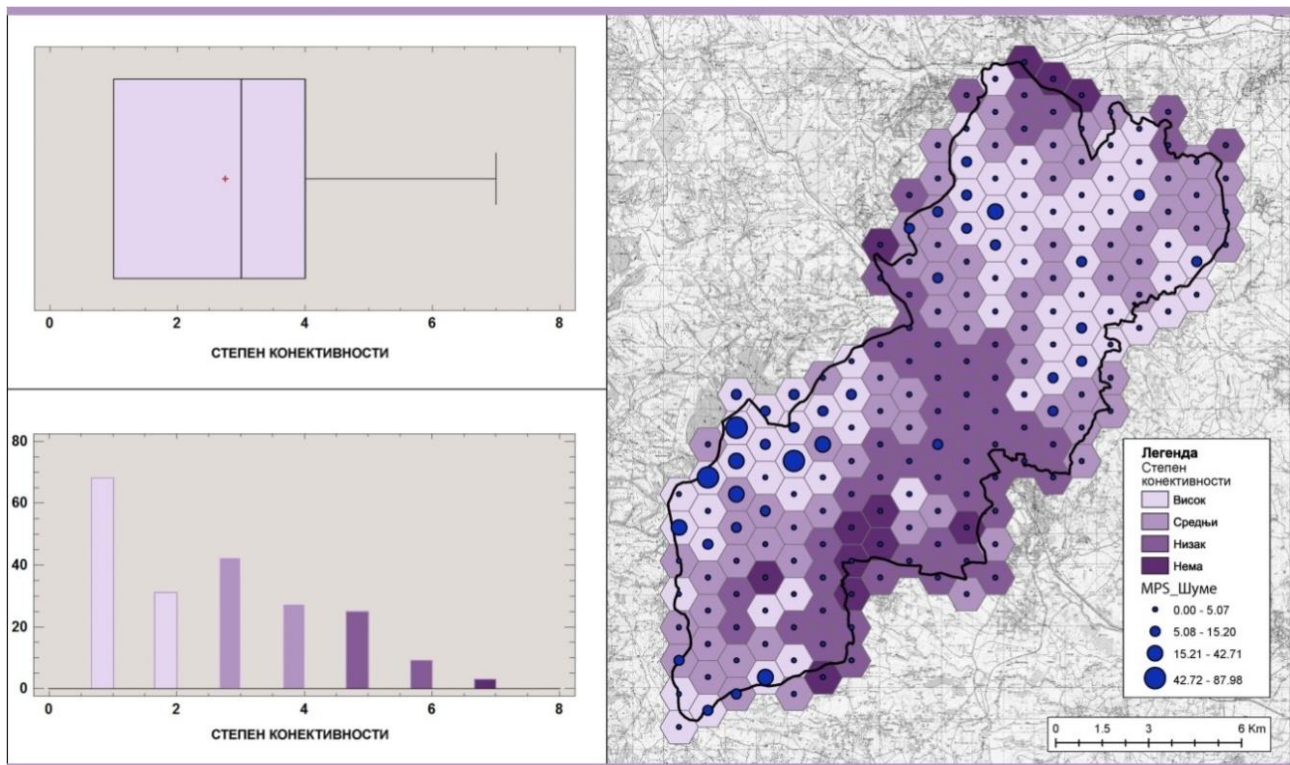 0 2 4 6 8
СТЕПЕН КОНЕКТИВНОСТИ
80
60
40
20
0
0 2 4 6 8
СТЕПЕН КОНЕКТИВНОСТИ
Легенда
Степен
конективности
Висок
Средњи
Низак
Нема
MPS_Шуме
0.00 - 5.07
5.08 - 15.20
15.21 - 42.71
42.72 - 87.98
0 1.5 3 6 Km